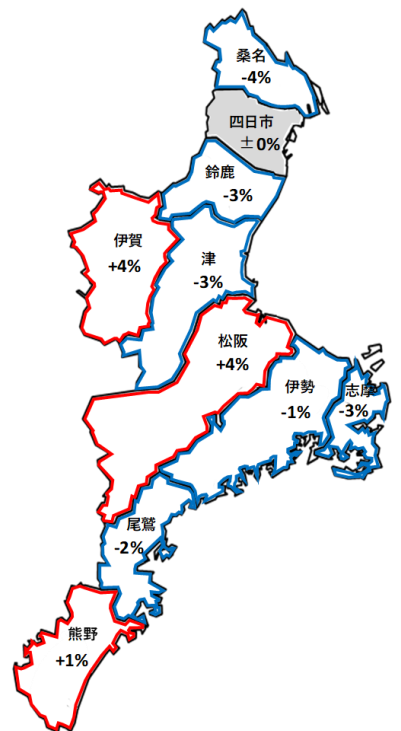 桑名
-4%
四日市
±0%
鈴鹿
-3%
伊賀
+4%
津
-3%
松阪
+4%
伊勢
-1%
志摩
-3%
尾鷲
-2%
熊野
+1%